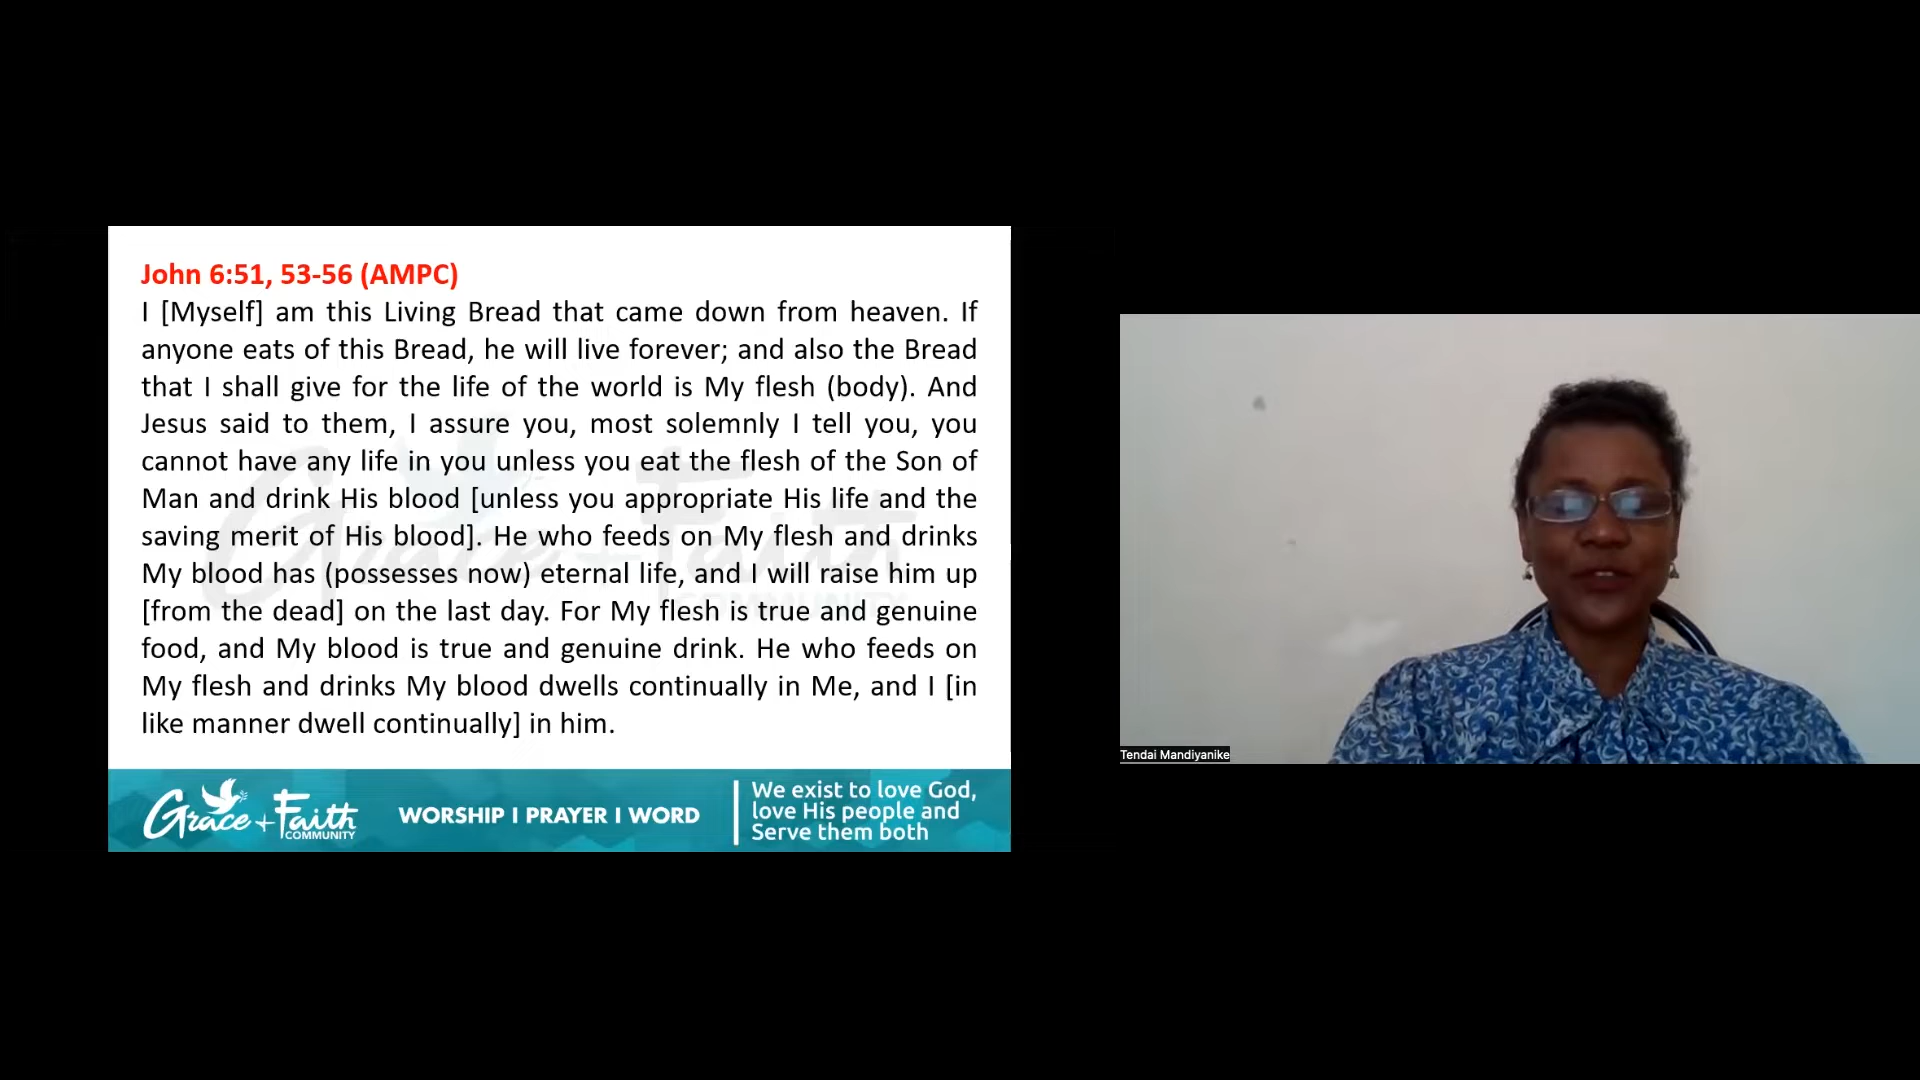 John 6:51, 53-56 (AMPC)
I [Myself] am this Living Bread that came down from heaven. If
anyone eats of this Bread, he will live forever; and also the Bread
that I shall give for the life of the world is My flesh (body). And
Jesus said to them, I assure you, most solemnly I tell you, you
cannot have any life in you unless you eat the flesh of the Son of
Man and drink His blood [unless you appropriate His life and the
saving merit of His blood]. He who feeds on My flesh and drinks
My blood has (possesses now) eternal life, and I will raise him up
[from the dead] on the last day. For My flesh is true and genuine
food, and My blood is true and genuine drink. He who feeds on
My flesh and drinks My blood dwells continually in Me, and I [in
like manner dwell continually] in him.
Grace + Faith
COMMUNITY
WORSHIP I PRAYER I WORD
We exist to love God,
love His people and
Serve them both
Tendai Mandiyanike